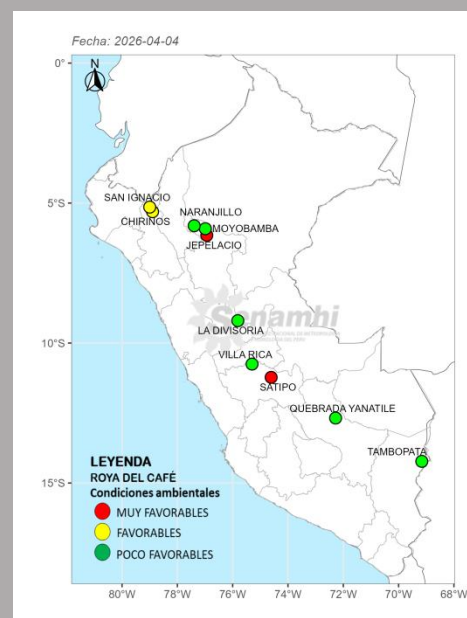 Fecha: 2026-04-04
N
0°
5°S
10°S
15°S
SAN IGNACIO
CHIRINOS
NARANJILLO
MOYOBAMBA
JEPELACIO
Senamhi
LA DIVISORIA
VILLA RICA
SATIPO
QUEBRADA YANATILE
TAMBOPATA
LEYENDA
ROYA DEL CAFÉ
Condiciones ambientales
MUY FAVORABLES
FAVORABLES
POCO FAVORABLES
80°W 78°W 76°W 74°W 72°W 70°W 68°W